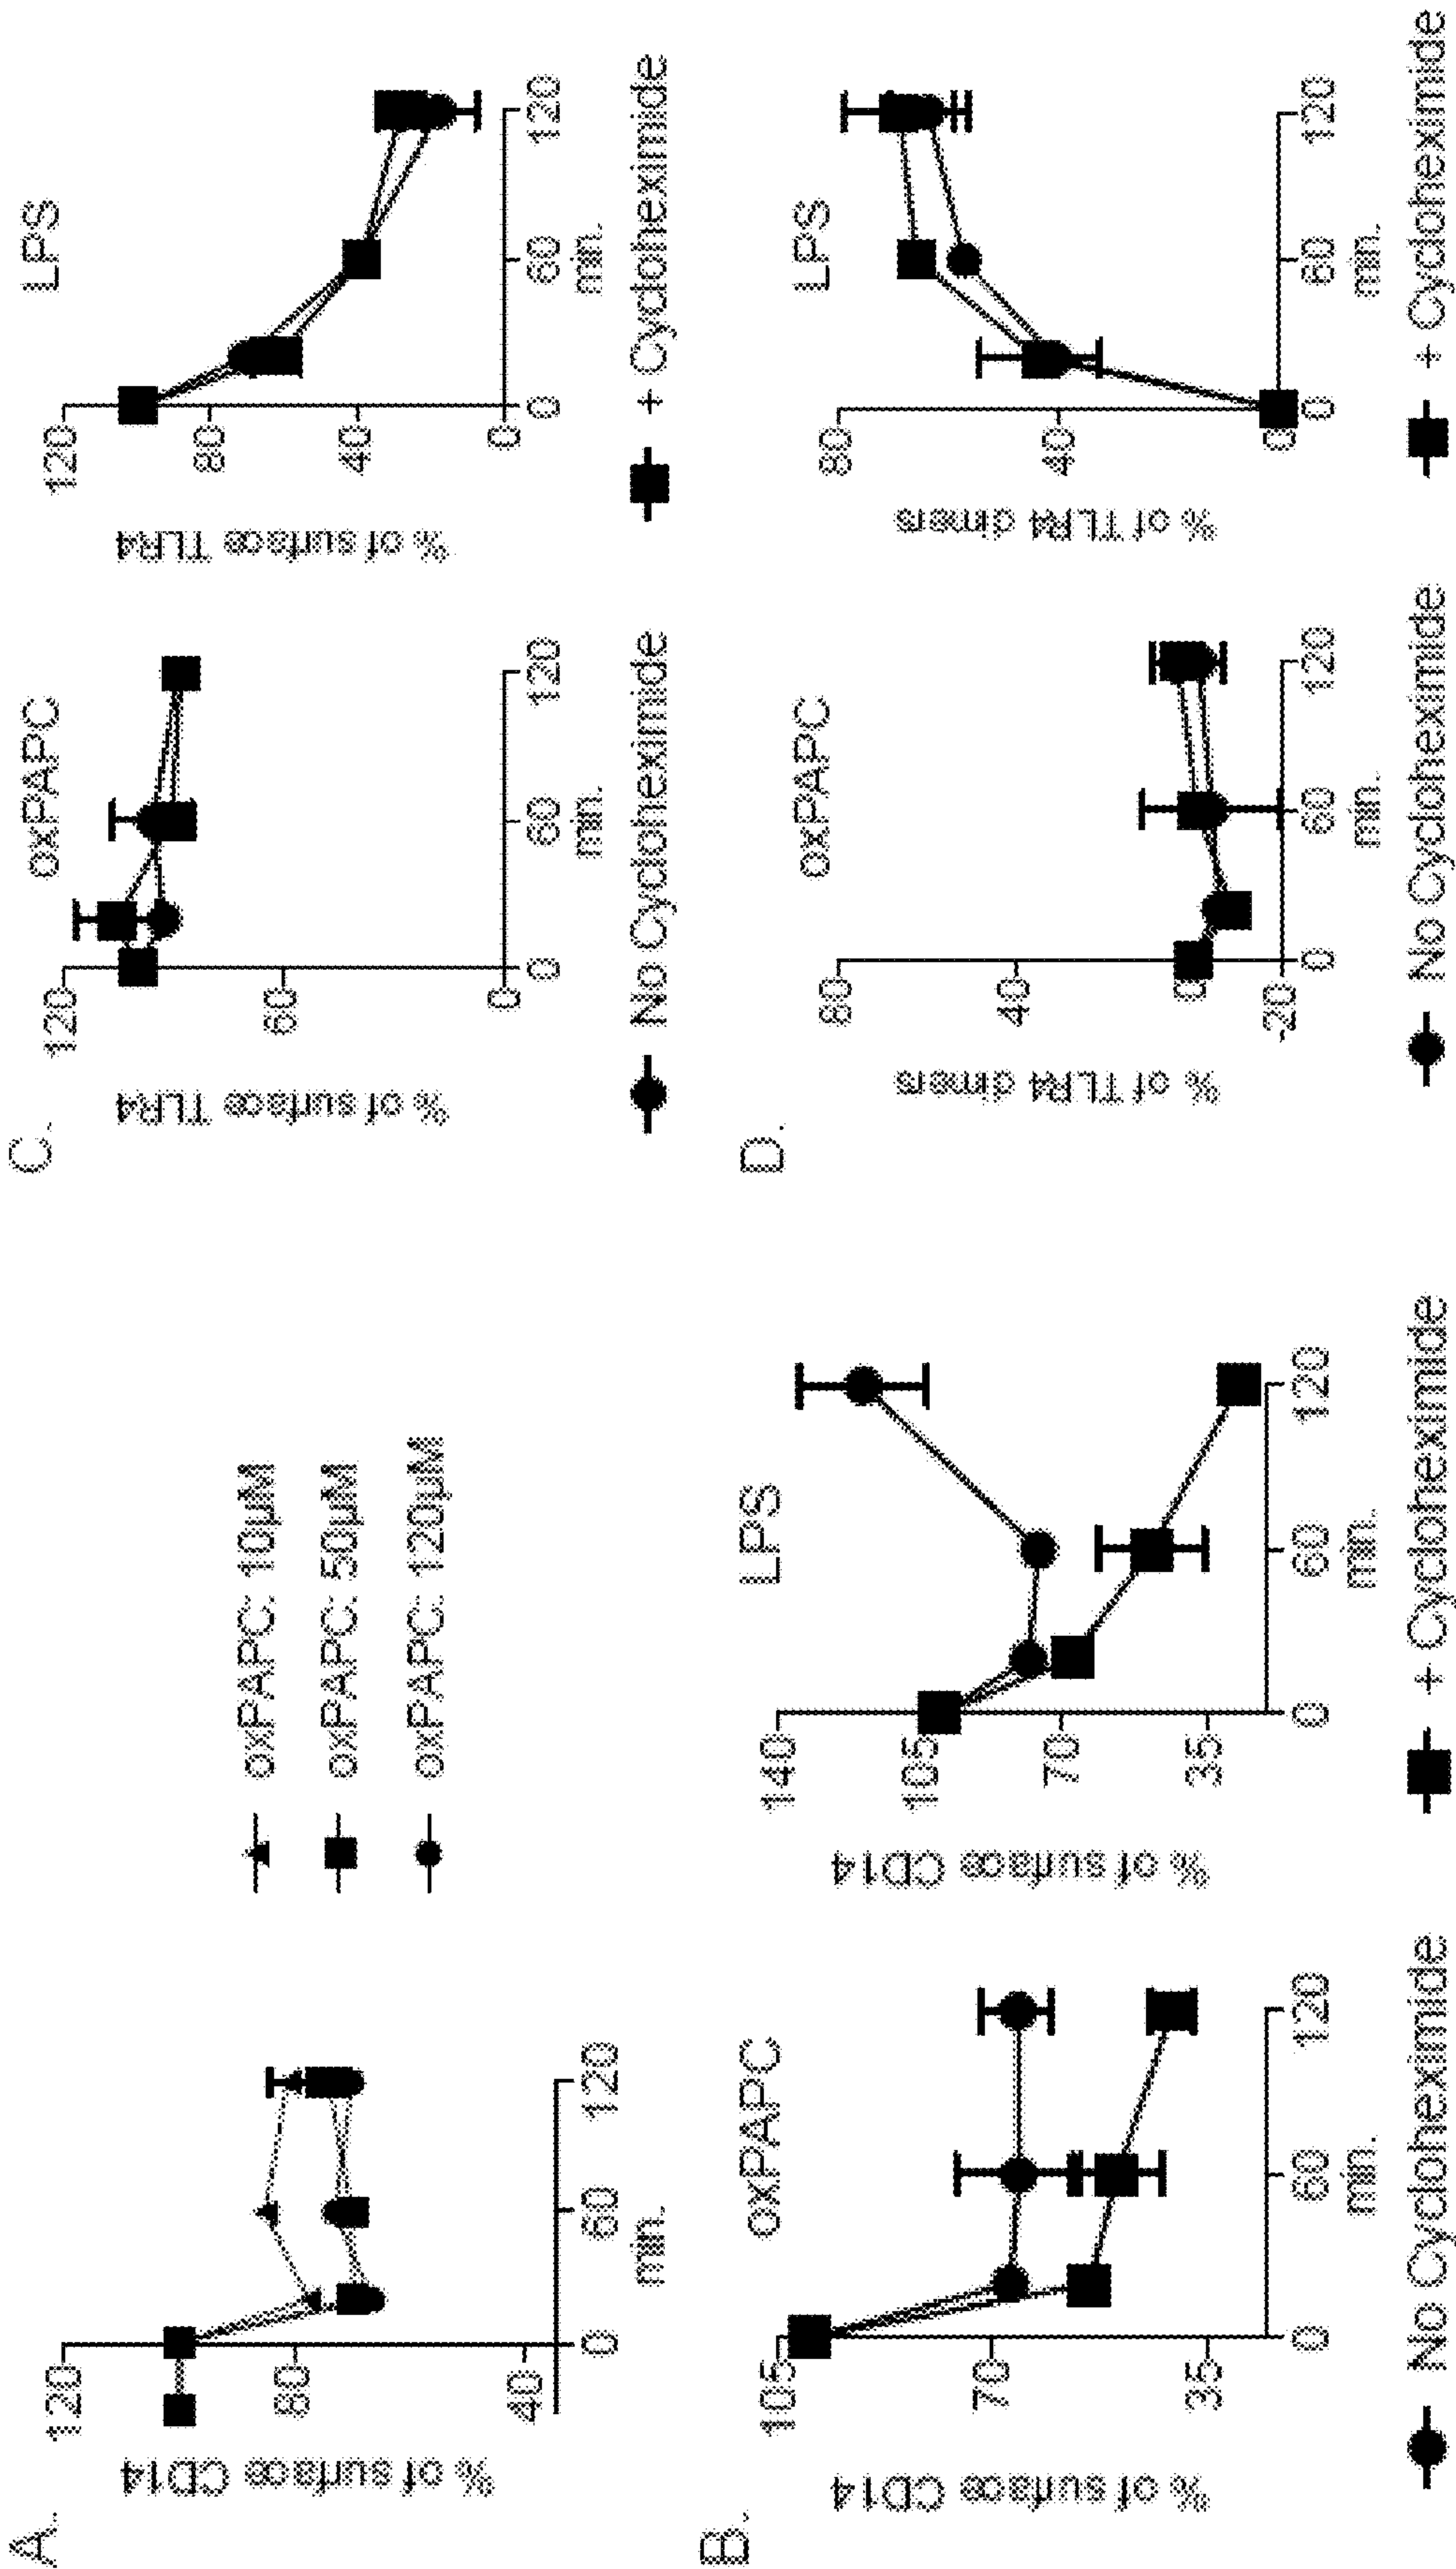 A.
% of surface CD14
120
80
40
0
60
120
min.
oxPAPC: 10µM
oxPAPC: 50µM
oxPAPC: 120µM
B.
oxPAPC
% of surface CD14
105
70
35
0
60
120
min.
LPS
% of surface CD14
140
105
70
35
0
60
120
min.
No Cycloheximide
+ Cycloheximide
C.
oxPAPC
% of surface TLR4
120
60
0
0
60
120
min.
LPS
% of surface TLR4
120
80
40
0
0
60
120
min.
No Cycloheximide
+ Cycloheximide
D.
oxPAPC
% of TLR4 dimers
80
40
0
-20
0
60
120
min.
LPS
% of TLR4 dimers
80
40
0
0
60
120
min.
No Cycloheximide
+ Cycloheximide